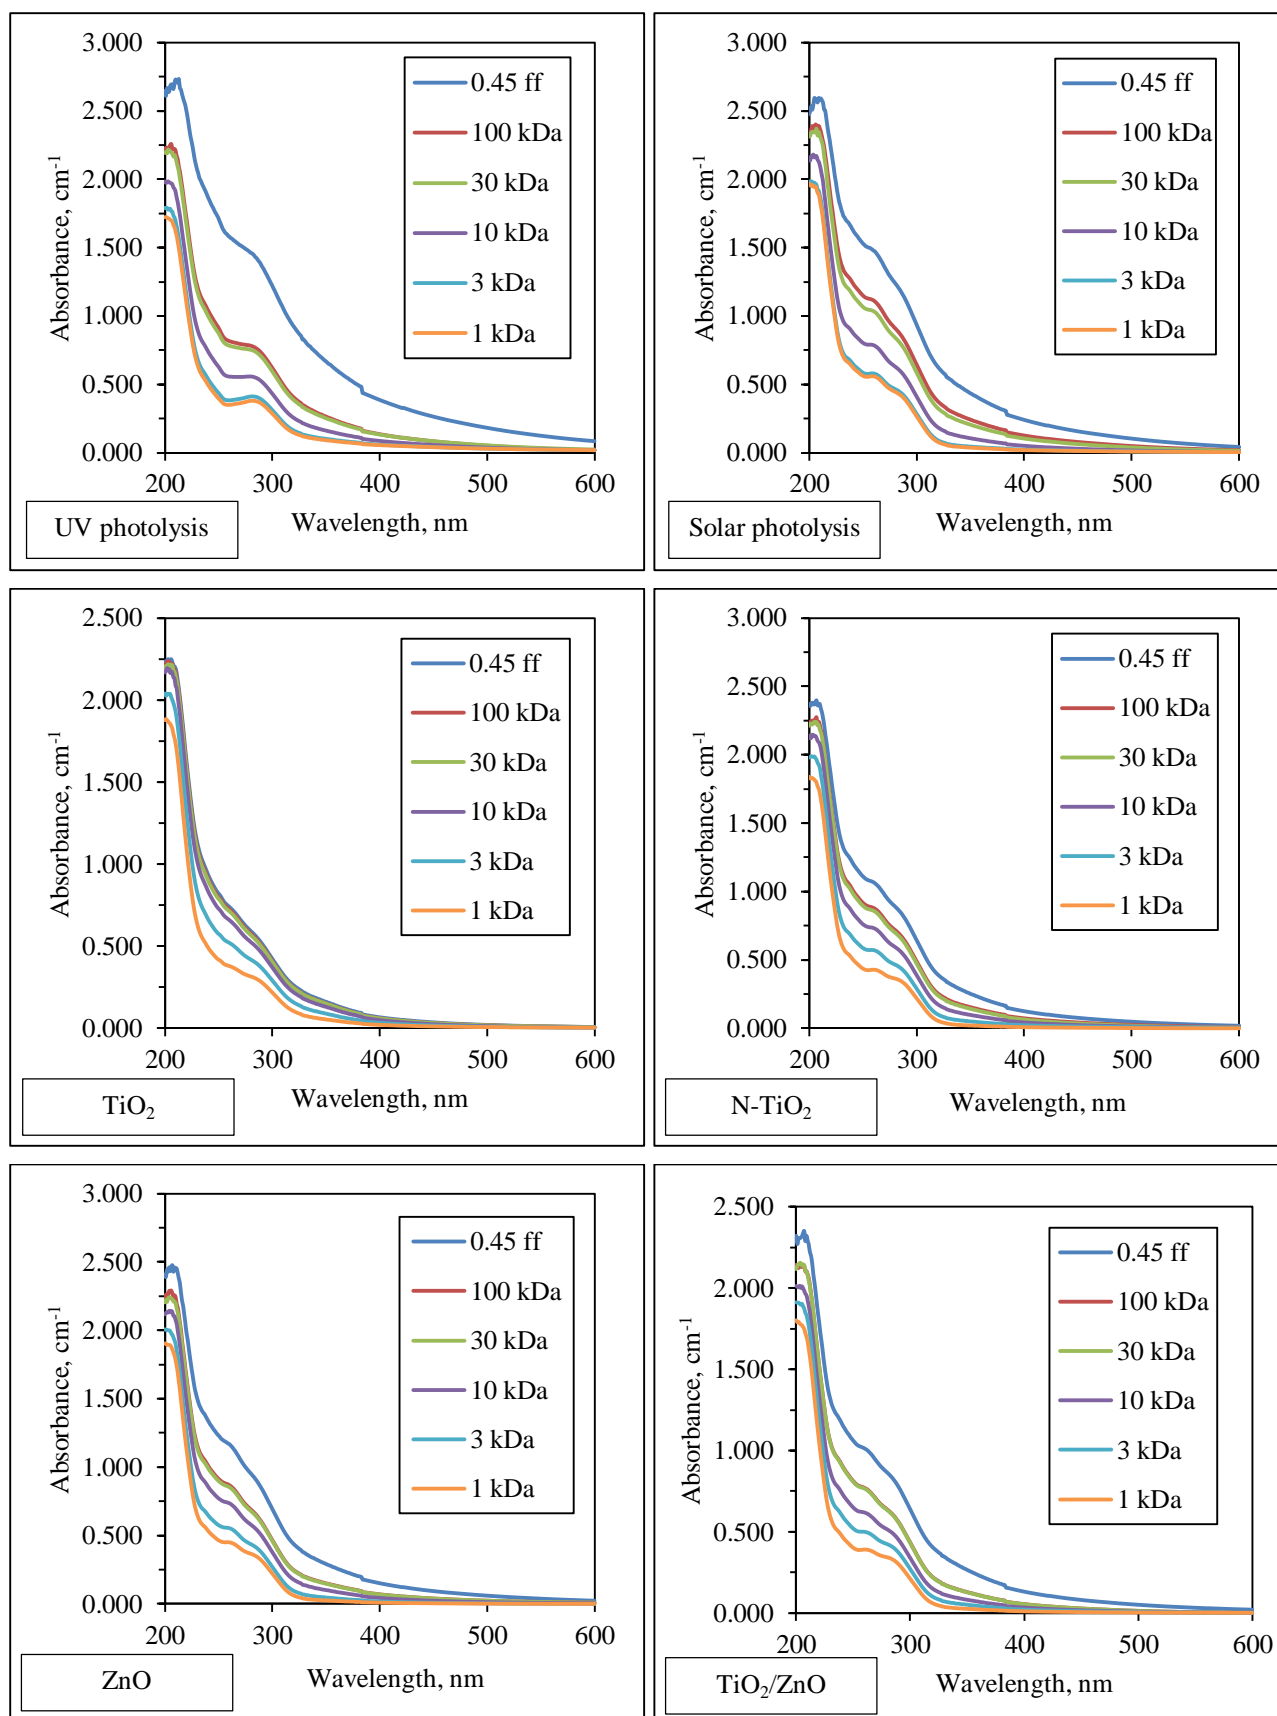 3.000
2.500
2.000
1.500
1.000
0.500
0.000
200 300 400 500 600
Absorbance, cm-1
Wavelength, nm
0.45 ff
100 kDa
30 kDa
10 kDa
3 kDa
1 kDa
UV photolysis
3.000
2.500
2.000
1.500
1.000
0.500
0.000
200 300 400 500 600
Absorbance, cm-1
Wavelength, nm
0.45 ff
100 kDa
30 kDa
10 kDa
3 kDa
1 kDa
Solar photolysis
2.500
2.000
1.500
1.000
0.500
0.000
200 300 400 500 600
Absorbance, cm-1
Wavelength, nm
0.45 ff
100 kDa
30 kDa
10 kDa
3 kDa
1 kDa
TiO2
3.000
2.500
2.000
1.500
1.000
0.500
0.000
200 300 400 500 600
Absorbance, cm-1
Wavelength, nm
0.45 ff
100 kDa
30 kDa
10 kDa
3 kDa
1 kDa
N-TiO2
3.000
2.500
2.000
1.500
1.000
0.500
0.000
200 300 400 500 600
Absorbance, cm-1
Wavelength, nm
0.45 ff
100 kDa
30 kDa
10 kDa
3 kDa
1 kDa
ZnO
2.500
2.000
1.500
1.000
0.500
0.000
200 300 400 500 600
Absorbance, cm-1
Wavelength, nm
0.45 ff
100 kDa
30 kDa
10 kDa
3 kDa
1 kDa
TiO2/ZnO